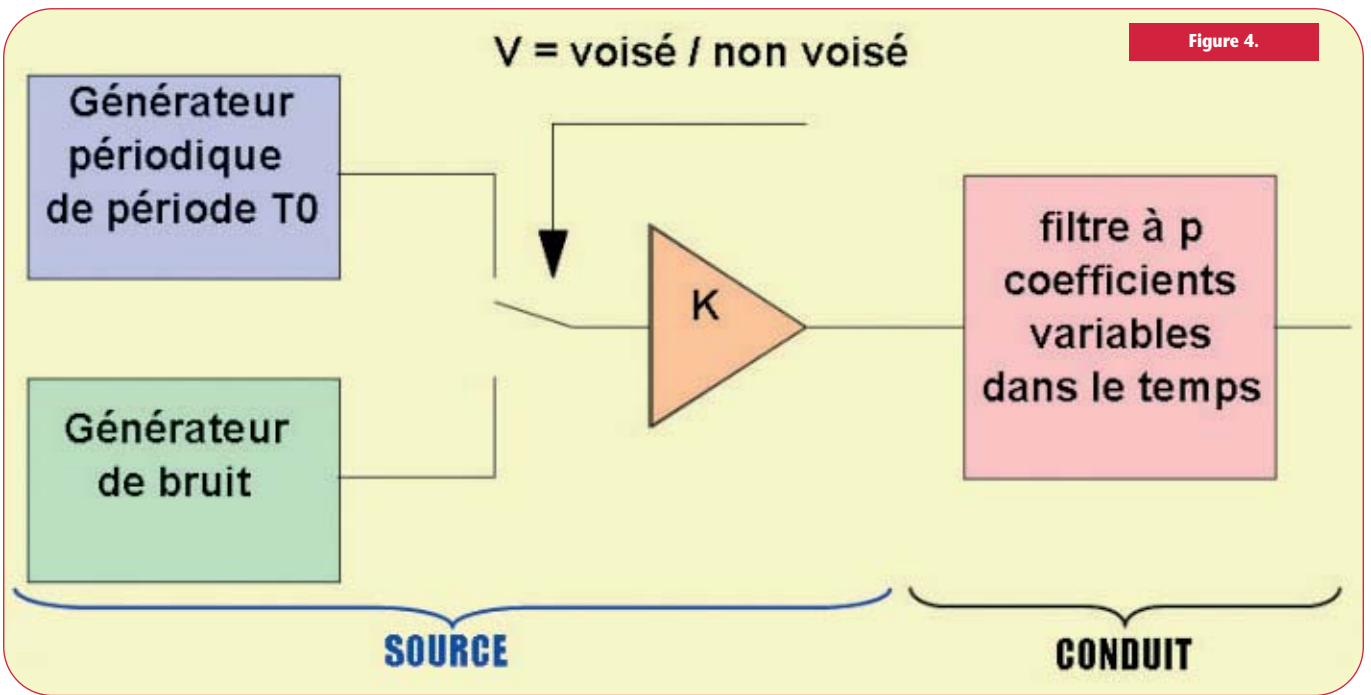 Figure 4.
V = voisé / non voisé
Générateur
périodique
de période T0
K
filtre à p
coefficients
variables
dans le temps
Générateur
de bruit
SOURCE
CONDUIT